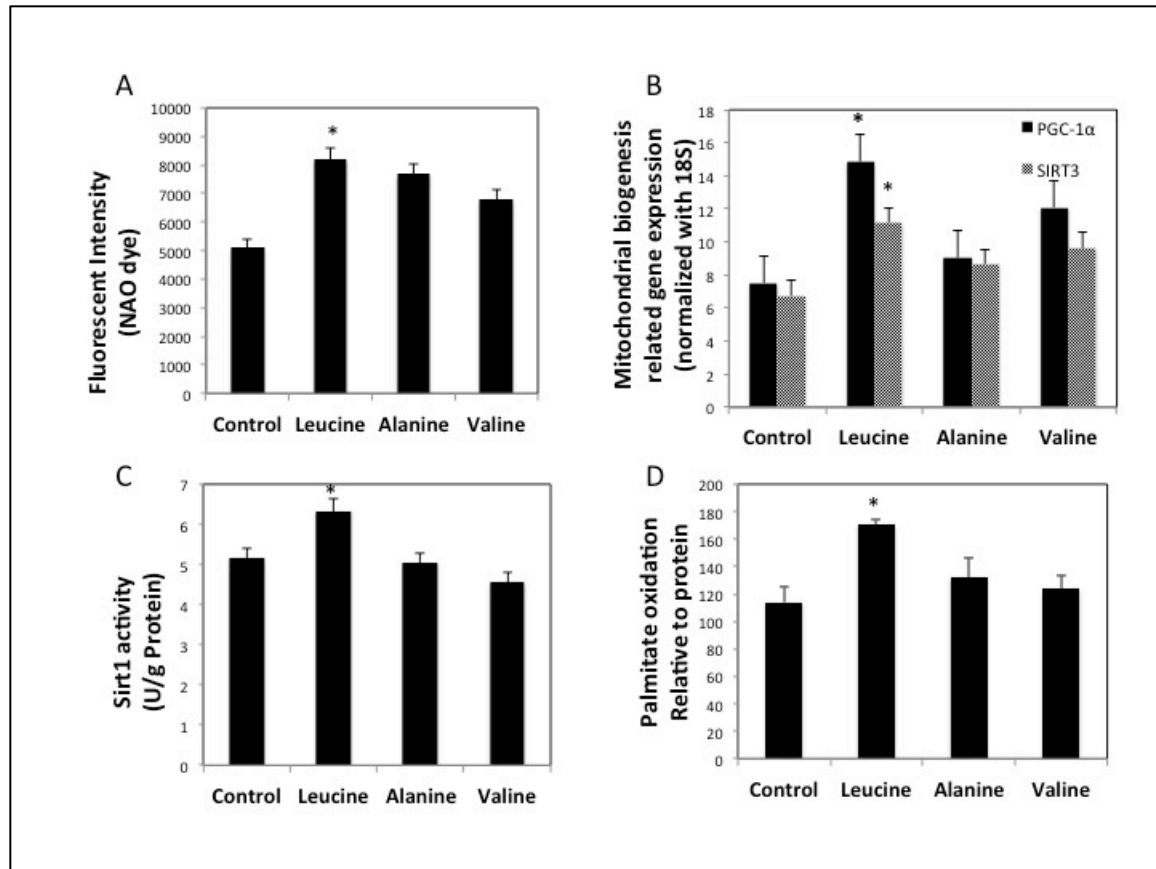 A
Fluorescent Intensity
(NAO dye)
10000
9000
8000
7000
6000
5000
4000
3000
2000
1000
0
*
Control Leucine Alanine Valine
B
Mitochondrial biogenesis
related gene expression
(normalized with 18S)
18
16
14
12
10
8
6
4
2
0
*
*
PGC-1α
SIRT3
Control Leucine Alanine Valine
C
Sirt1 activity
(U/g Protein)
7
6
5
4
3
2
1
0
*
Control Leucine Alanine Valine
D
Palmitate oxidation
Relative to protein
200
180
160
140
120
100
80
60
40
20
0
*
Control Leucine Alanine Valine